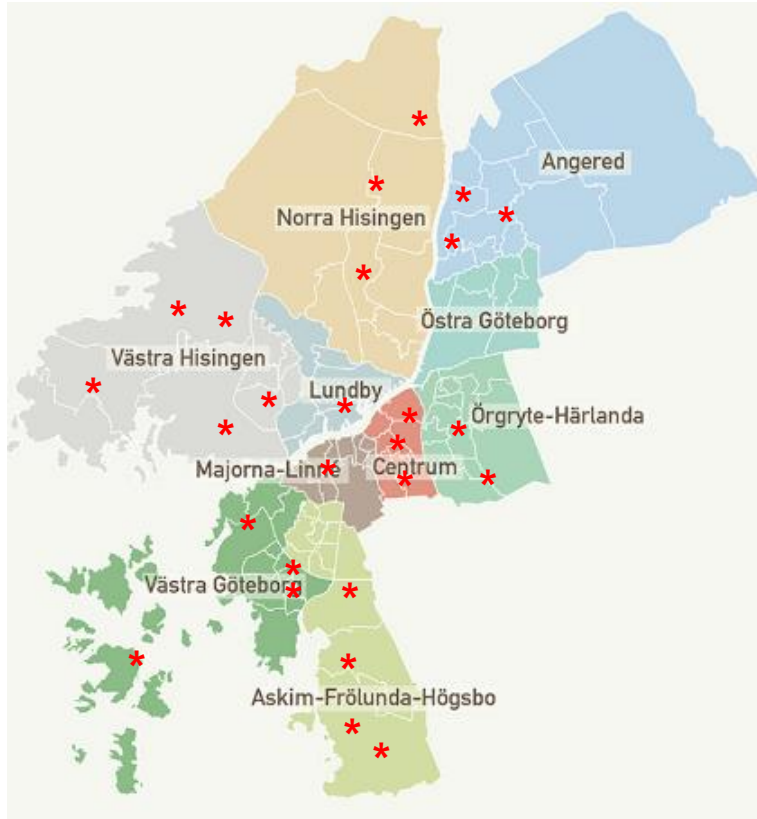 Angered
Norra Hisingen
Östra Göteborg
Västra Hisingen
Lundby
Örgryte-Härlanda
Majorna-Linné
Centrum
Västra Göteborg
Askim-Frölunda-Högsbo